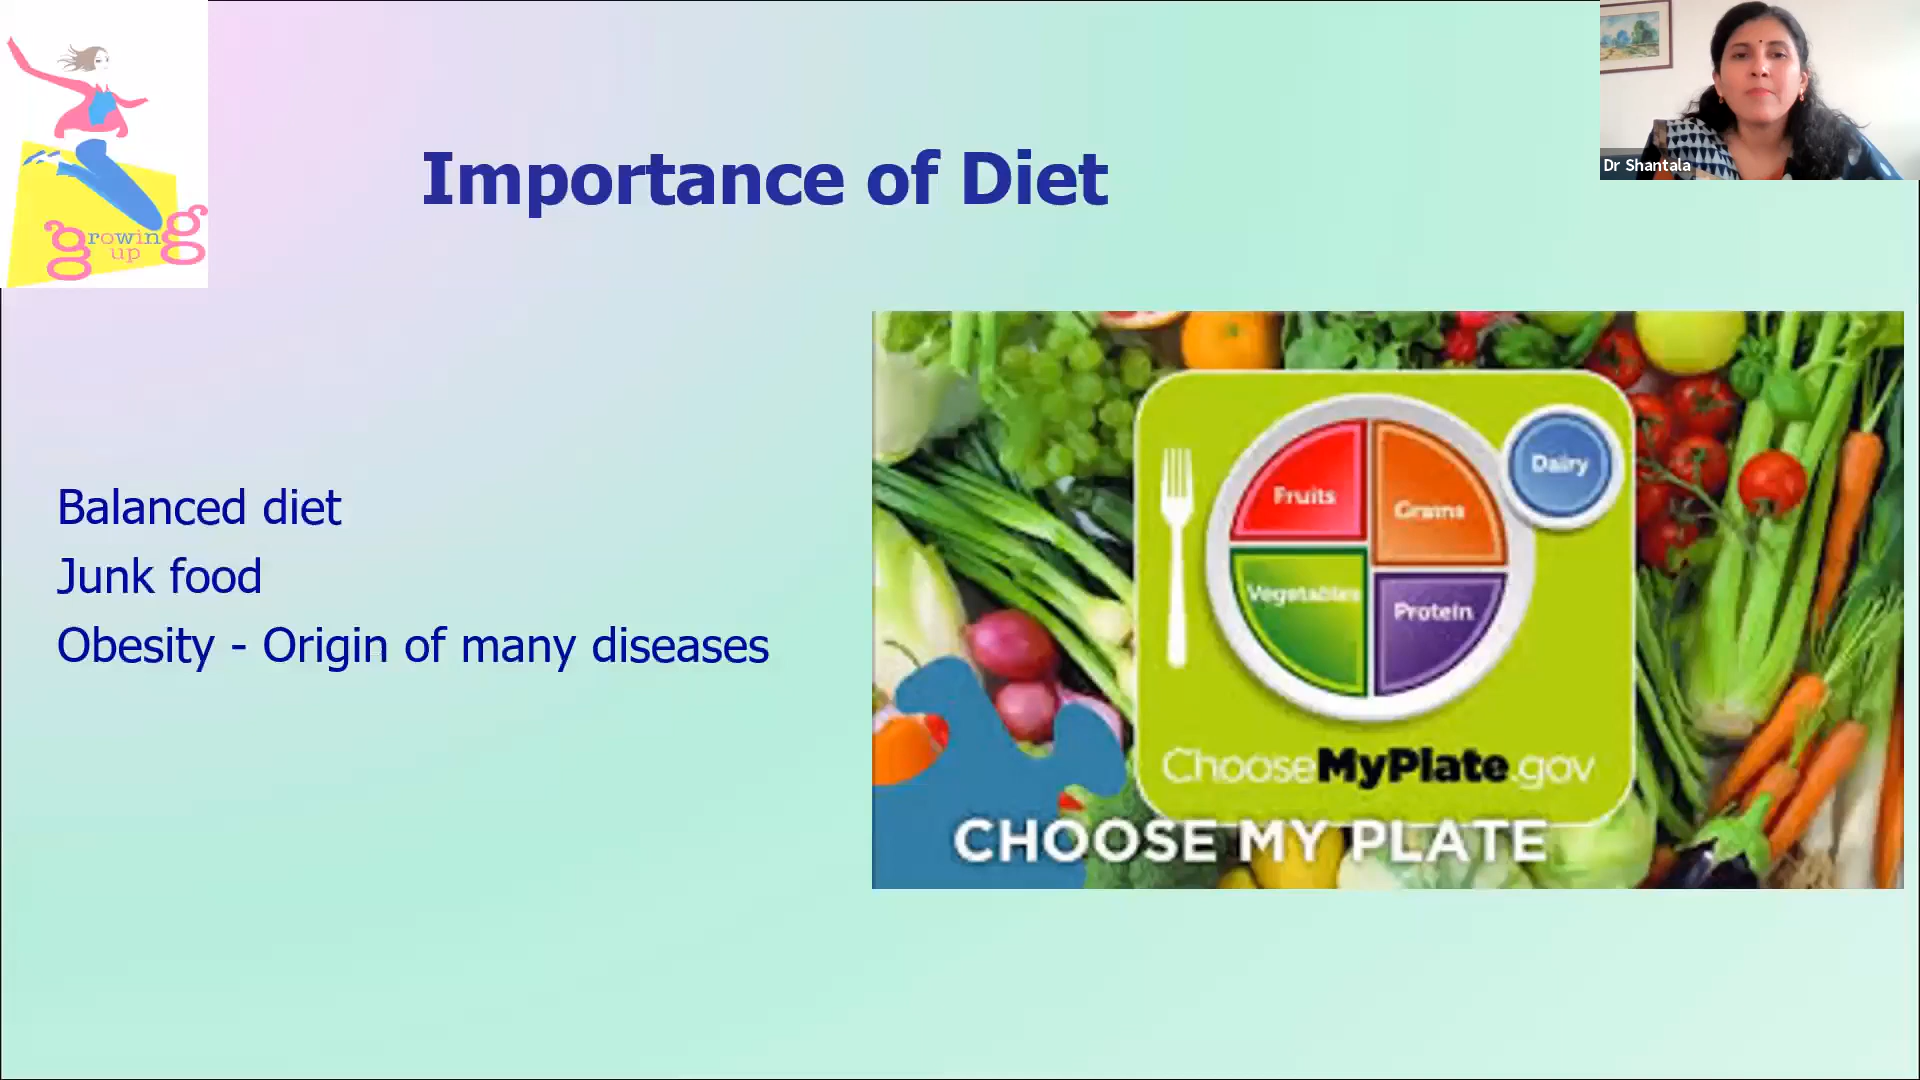 growing
up
Dr Shantala
Importance of Diet
Balanced diet
Junk food
Obesity - Origin of many diseases
Fruits
Grains
Dairy
Vegetables
Protein
ChooseMyPlate.gov
CHOOSE MY PLATE